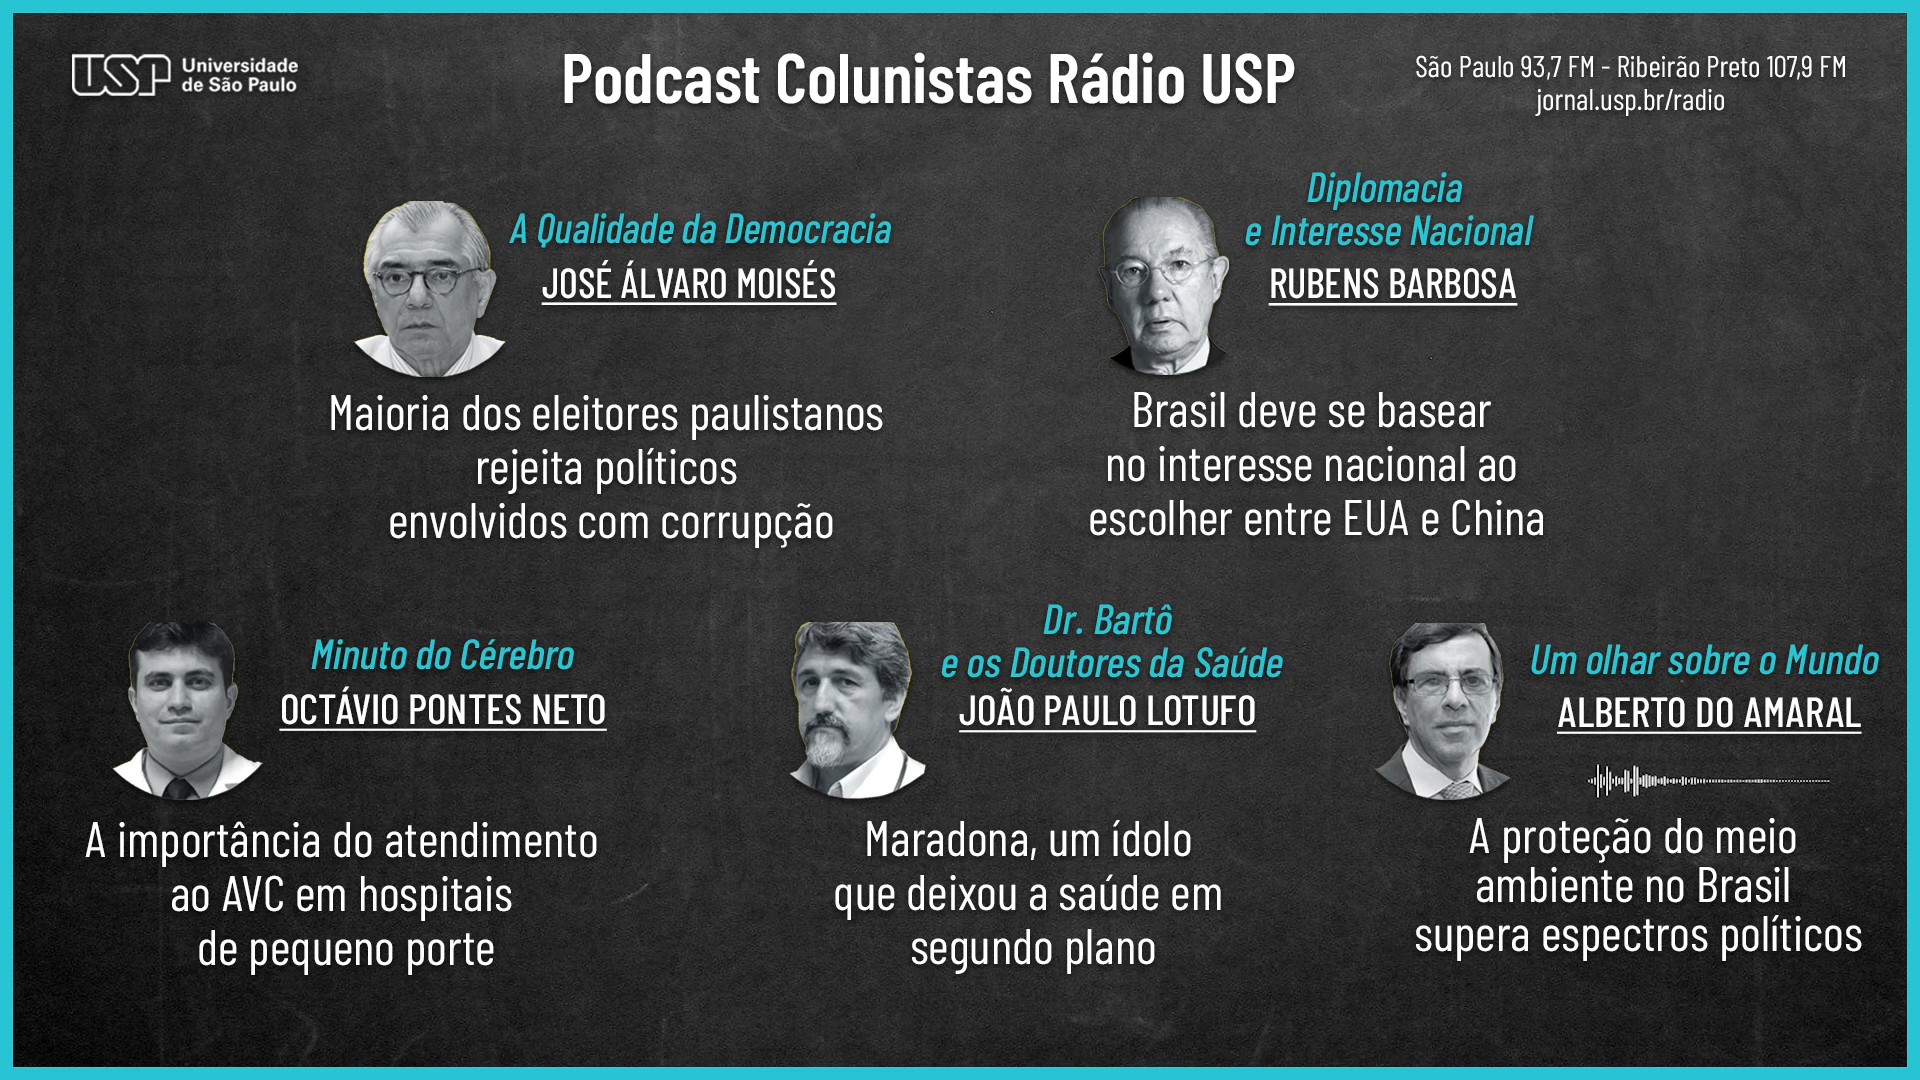 USP Universidade
de São Paulo
Podcast Colunistas Rádio USP
São Paulo 93,7 FM - Ribeirão Preto 107,9 FM
jornal.usp.br/radio
A Qualidade da Democracia
JOSÉ ÁLVARO MOISÉS
Maioria dos eleitores paulistanos
rejeita políticos
envolvidos com corrupção
Diplomacia
e Interesse Nacional
RUBENS BARBOSA
Brasil deve se basear
no interesse nacional ao
escolher entre EUA e China
Minuto do Cérebro
OCTÁVIO PONTES NETO
A importância do atendimento
ao AVC em hospitais
de pequeno porte
Dr. Bartô
e os Doutores da Saúde
JOÃO PAULO LOTUFO
Maradona, um ídolo
que deixou a saúde em
segundo plano
Um olhar sobre o Mundo
ALBERTO DO AMARAL
A proteção do meio
ambiente no Brasil
supera espectros políticos